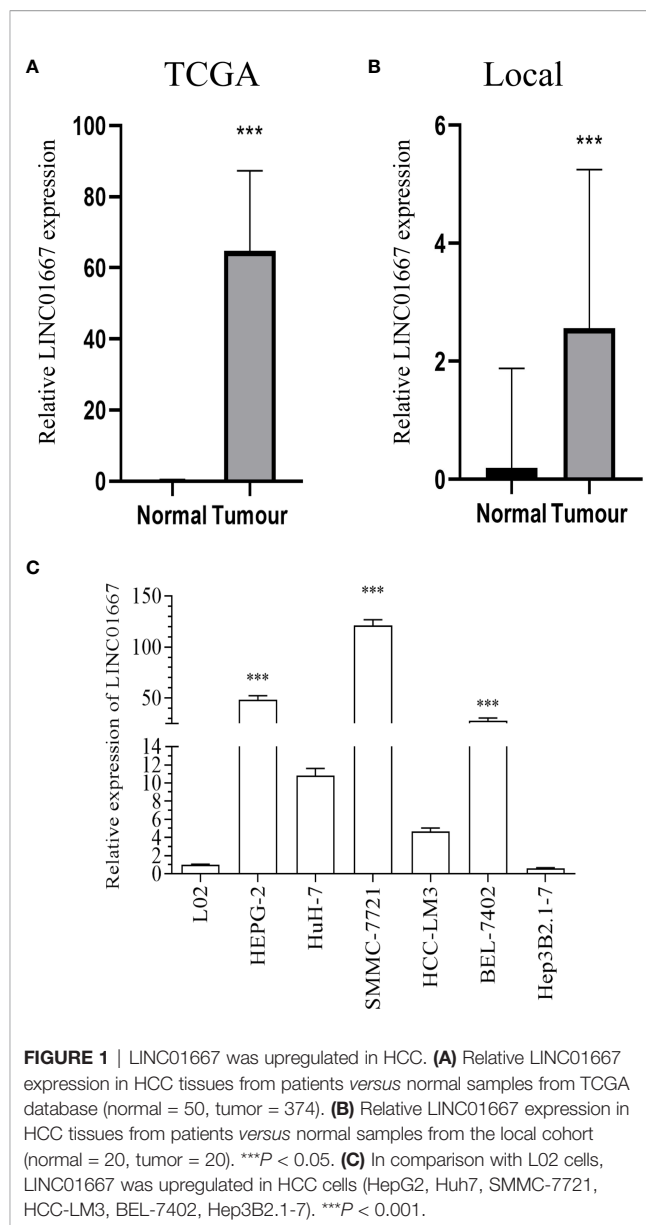 A
TCGA
Relative LINC01667 expression
100
80
60
40
20
0
***
Normal Tumour
B
Local
Relative LINC01667 expression
6
4
2
0
***
Normal Tumour
C
Relative expression of LINC01667
150
100
50
14
12
10
8
6
4
2
0
***
***
***
L02
HEPG-2
HuH-7
SMMC-7721
HCC-LM3
BEL-7402
Hep3B2.1-7
FIGURE 1 | LINC01667 was upregulated in HCC. (A) Relative LINC01667
expression in HCC tissues from patients versus normal samples from TCGA
database (normal = 50, tumor = 374). (B) Relative LINC01667 expression in
HCC tissues from patients versus normal samples from the local cohort
(normal = 20, tumor = 20). ***P < 0.05. (C) In comparison with L02 cells,
LINC01667 was upregulated in HCC cells (HepG2, Huh7, SMMC-7721,
HCC-LM3, BEL-7402, Hep3B2.1-7). ***P < 0.001.